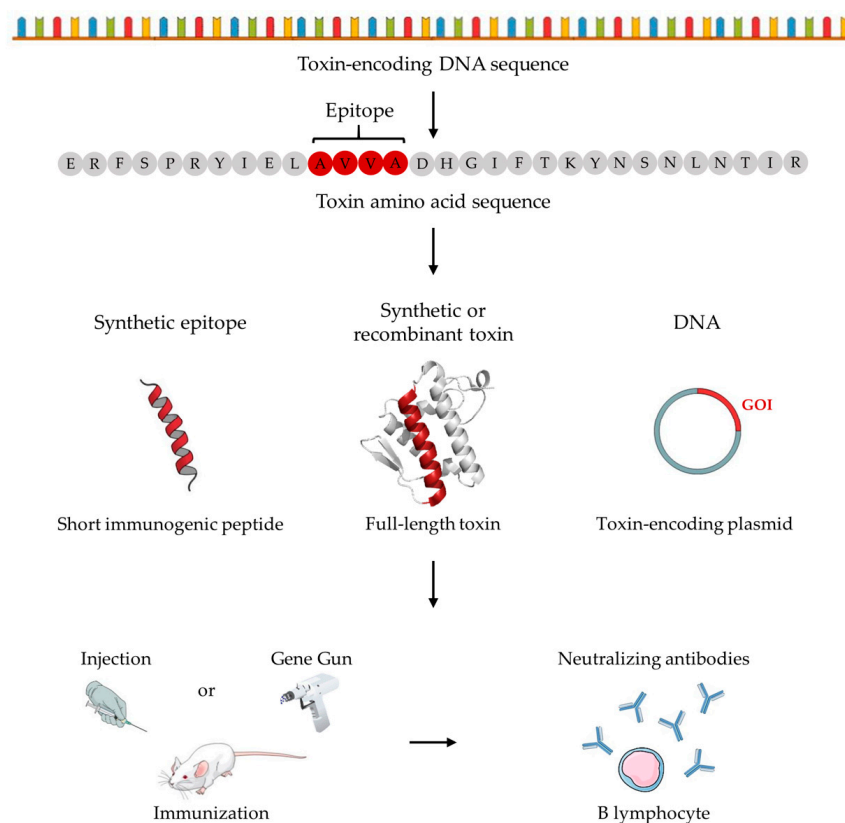 Toxin-encoding DNA sequence
Epitope
E R F S P R Y I E L A V V A D H G I F T K Y N S N L N T I R
Toxin amino acid sequence
Synthetic epitope
Synthetic or
recombinant toxin
DNA
GOI
Short immunogenic peptide
Full-length toxin
Toxin-encoding plasmid
Injection
or
Gene Gun
Neutralizing antibodies
Immunization
B lymphocyte